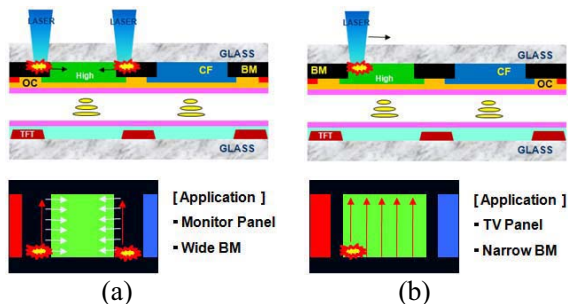 LASER
LASER
GLASS
High
CF
BM
OC
TFT
GLASS
[ Application ]
▪ Monitor Panel
▪ Wide BM
(a)
LASER
GLASS
BM
High
CF
OC
TFT
GLASS
[ Application ]
▪ TV Panel
▪ Narrow BM
(b)